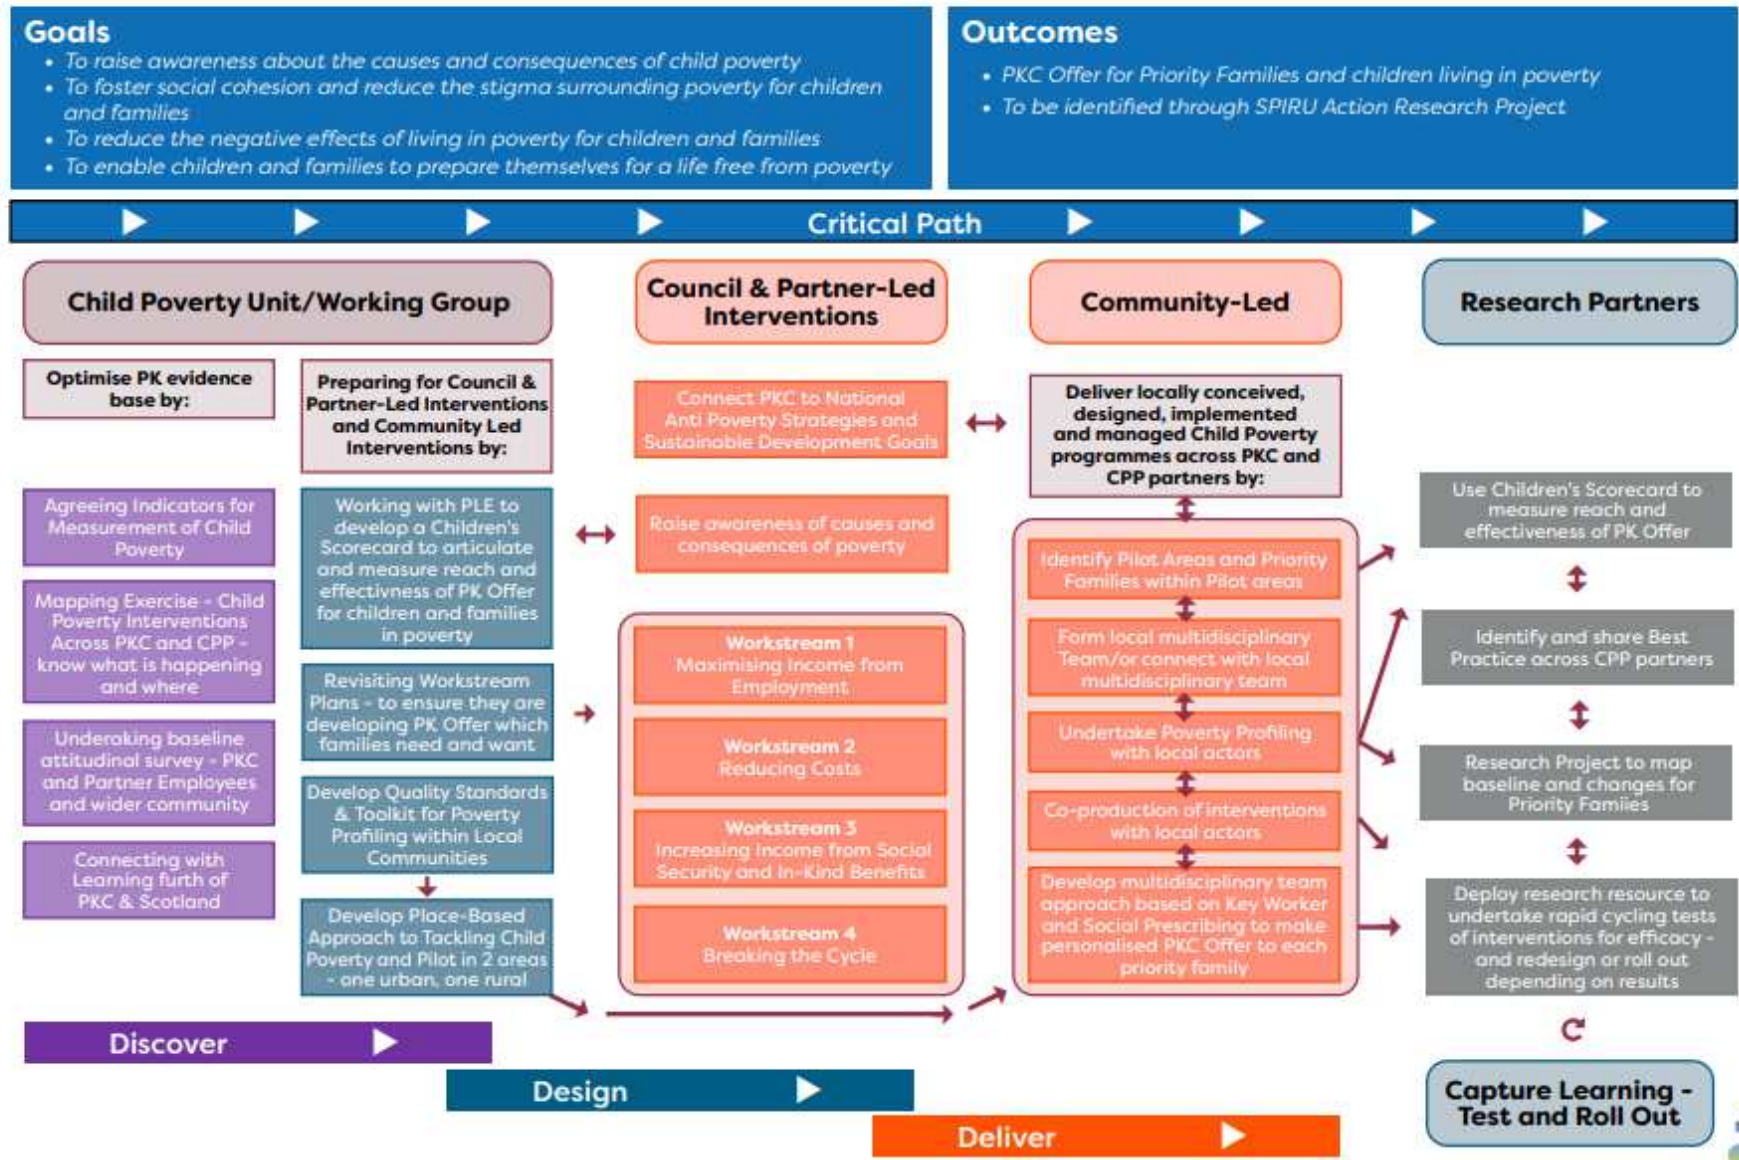 Goals
• To raise awareness about the causes and consequences of child poverty
• To foster social cohesion and reduce the stigma surrounding poverty for children
and families
• To reduce the negative effects of living in poverty for children and families
• To enable children and families to prepare themselves for a life free from poverty
Outcomes
• PKC Offer for Priority Families and children living in poverty
• To be identified through SPIRU Action Research Project
Critical Path
Child Poverty Unit/Working Group
Optimise PK evidence
base by:
Agreeing Indicators for
Measurement of Child
Poverty
Mapping Exercise - Child
Poverty Interventions
Across PKC and CPP -
know what is happening
and where
Underaking baseline
attitudinal survey - PKC
and Partner Employees
and wider community
Connecting with
Learning furth of
PKC & Scotland
Preparing for Council &
Partner-Led Interventions
and Community Led
Interventions by:
Working with PLE to
develop a Children's
Scorecard to articulate
and measure reach and
effectivness of PK Offer
for children and families
in poverty
Revisiting Workstream
Plans - to ensure they are
developing PK Offer which
families need and want
Develop Quality Standards
& Toolkit for Poverty
Profiling within Local
Communities
Develop Place-Based
Approach to Tackling Child
Poverty and Pilot in 2 areas
- one urban, one rural
Council & Partner-Led
Interventions
Connect PKC to National
Anti Poverty Strategies and
Sustainable Development Goals
Raise awareness of causes and
consequences of poverty
Workstream 1
Maximising Income from
Employment
Workstream 2
Reducing Costs
Workstream 3
Increasing Income from Social
Security and In-Kind Benefits
Workstream 4
Breaking the Cycle
Community-Led
Deliver locally conceived,
designed, implemented
and managed Child Poverty
programmes across PKC and
CPP partners by:
Identify Pilot Areas and Priority
Families within Pilot areas
Form local multidisciplinary
Team/or connect with local
multidisciplinary team
Undertake Poverty Profiling
with local actors
Co-production of interventions
with local actors
Develop multidisciplinary team
approach based on Key Worker
and Social Prescribing to make
personalised PKC Offer to each
priority family
Research Partners
Use Children's Scorecard to
measure reach and
effectiveness of PK Offer
Identify and share Best
Practice across CPP partners
Research Project to map
baseline and changes for
Priority Famiies
Deploy research resource to
undertake rapid cycling tests
of interventions for efficacy -
and redesign or roll out
depending on results
Capture Learning -
Test and Roll Out
Discover
Design
Deliver